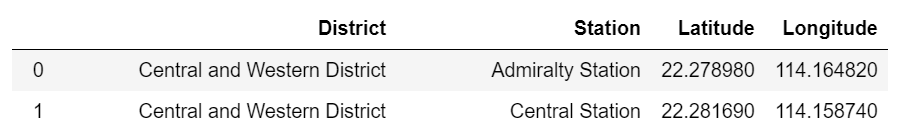 District Station Latitude Longitude
0 Central and Western District Admiralty Station 22.278980 114.164820
1 Central and Western District Central Station 22.281690 114.158740